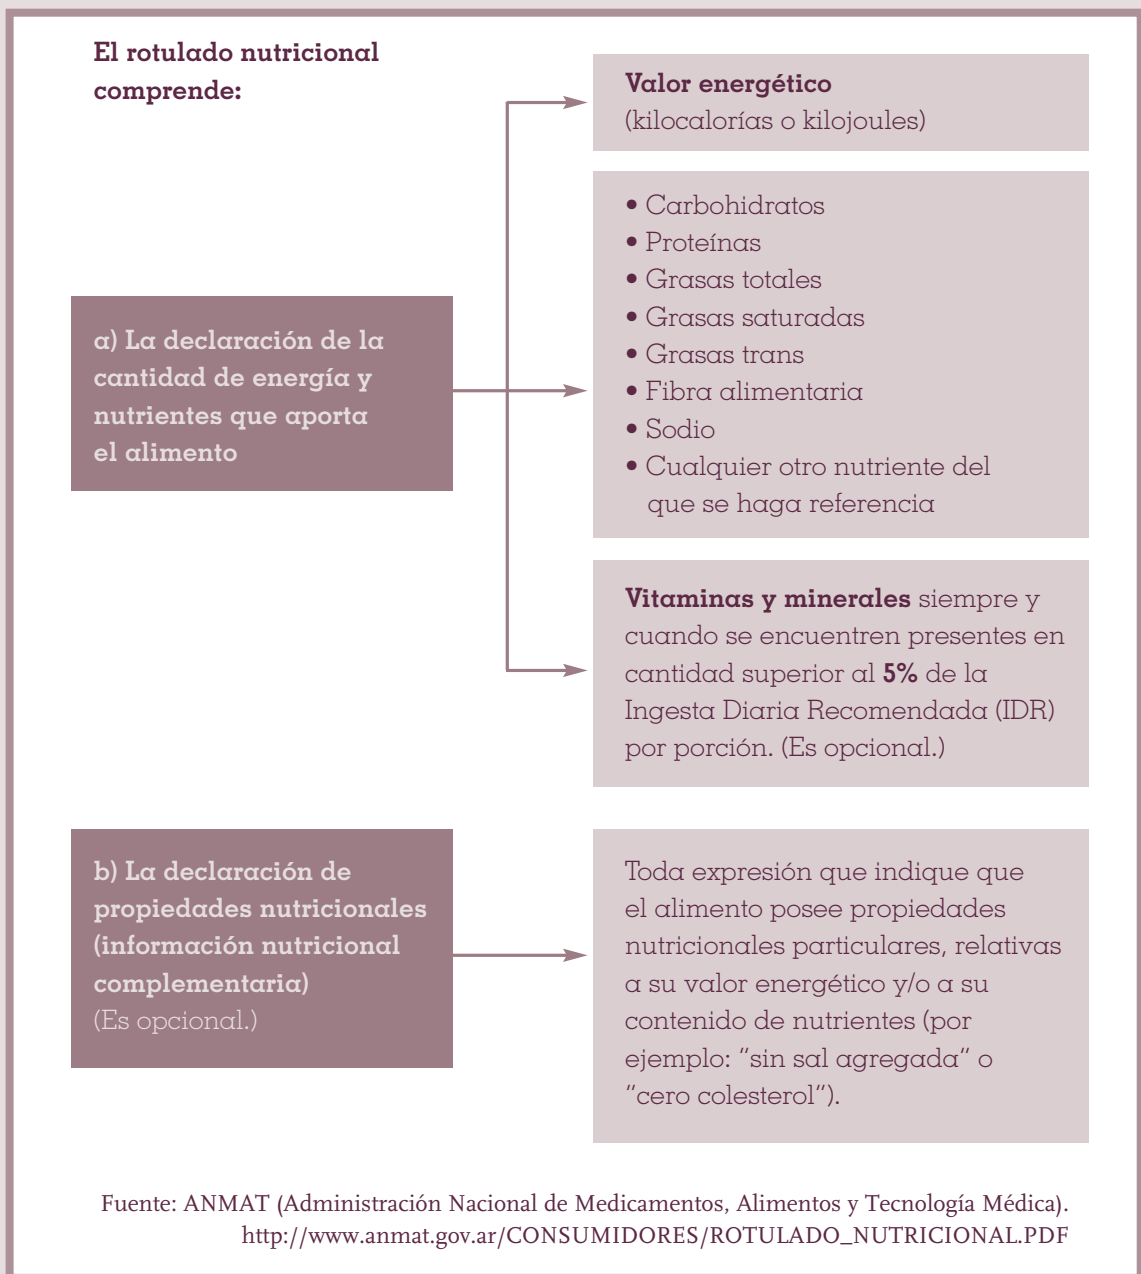 El rotulado nutricional
comprende:
a) La declaración de la
cantidad de energía y
nutrientes que aporta
el alimento
Valor energético
(kilocalorías o kilojoules)
• Carbohidratos
• Proteínas
• Grasas totales
• Grasas saturadas
• Grasas trans
• Fibra alimentaria
• Sodio
• Cualquier otro nutriente del
que se haga referencia
Vitaminas y minerales siempre y
cuando se encuentren presentes en
cantidad superior al 5% de la
Ingesta Diaria Recomendada (IDR)
por porción. (Es opcional.)
b) La declaración de
propiedades nutricionales
(información nutricional
complementaria)
(Es opcional.)
Toda expresión que indique que
el alimento posee propiedades
nutricionales particulares, relativas
a su valor energético y/o a su
contenido de nutrientes (por
ejemplo: “sin sal agregada” o
“cero colesterol”).
Fuente: ANMAT (Administración Nacional de Medicamentos, Alimentos y Tecnología Médica).
http://www.anmat.gov.ar/CONSUMIDORES/ROTULADO_NUTRICIONAL.PDF